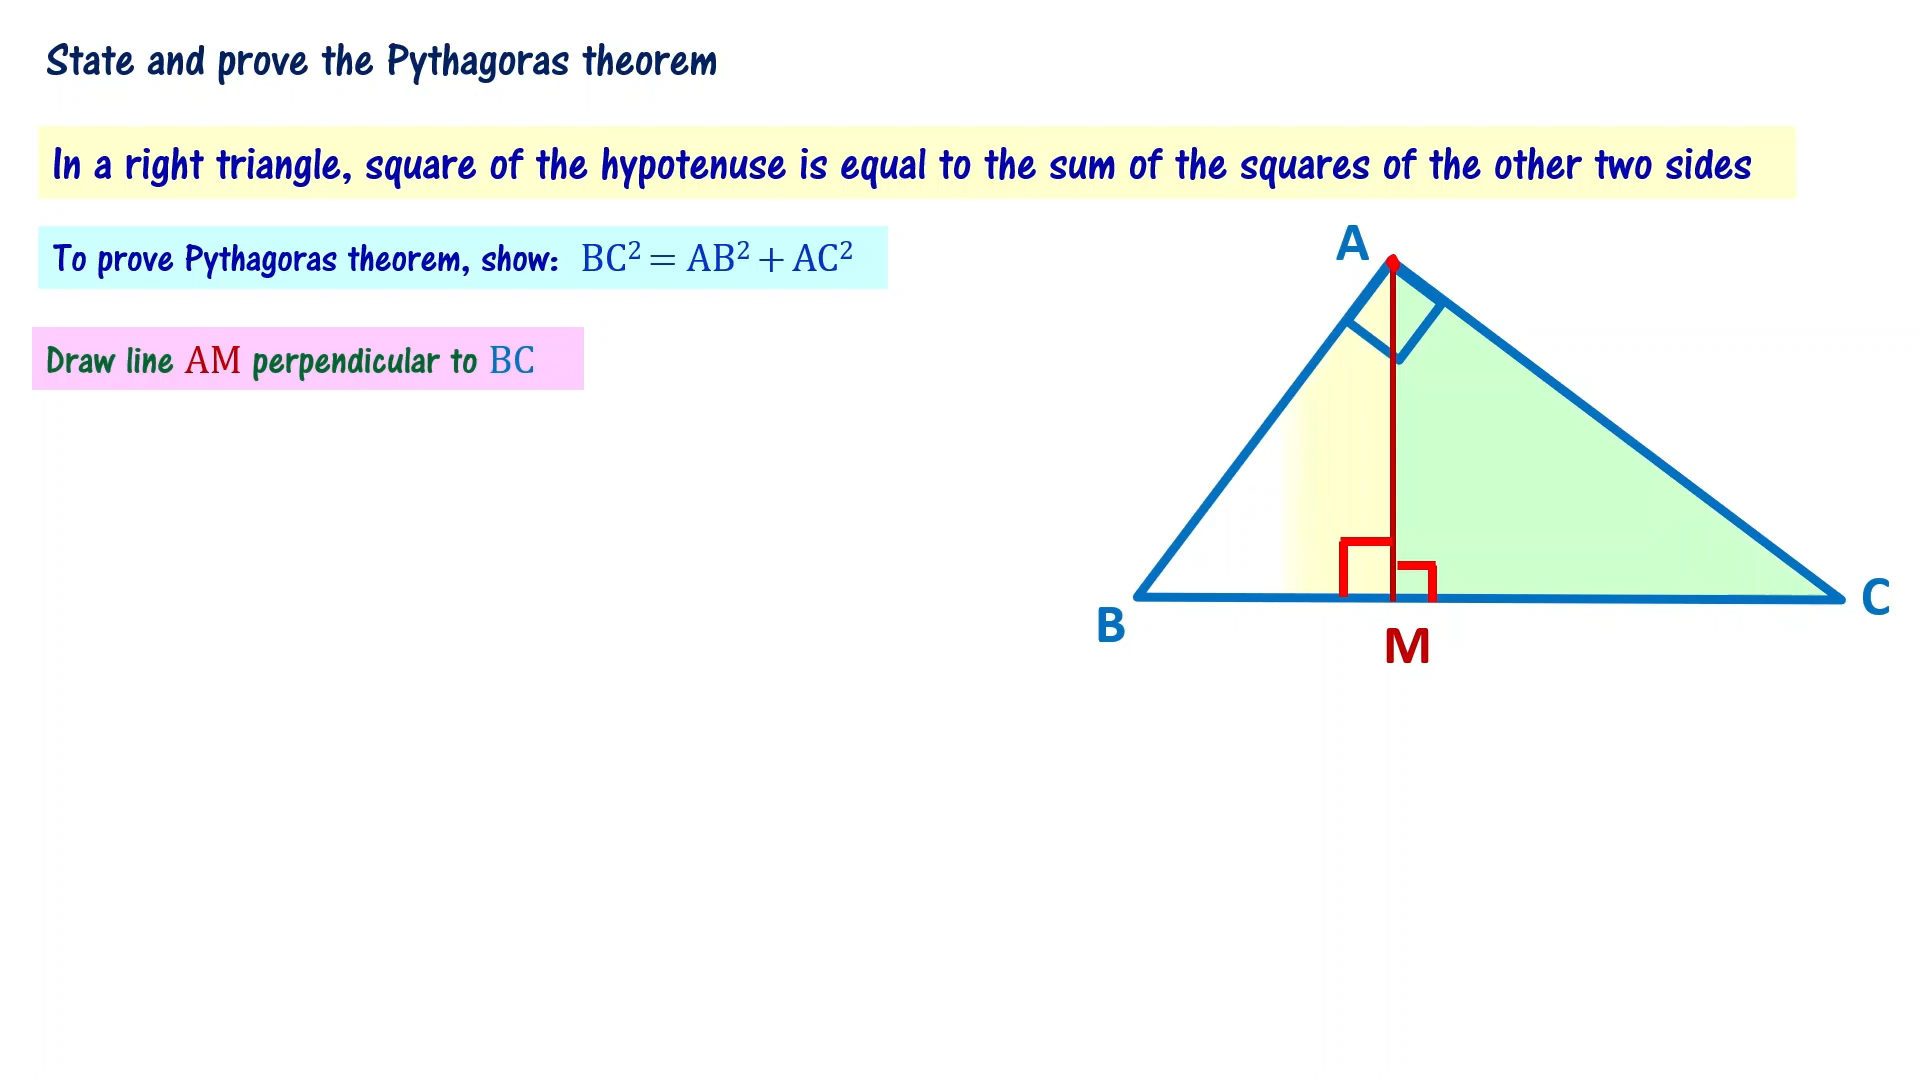 State and prove the Pythagoras theorem
In a right triangle, square of the hypotenuse is equal to the sum of the squares of the other two sides
To prove Pythagoras theorem, show: BC² = AB² + AC²
Draw line AM perpendicular to BC
A
B
C
M